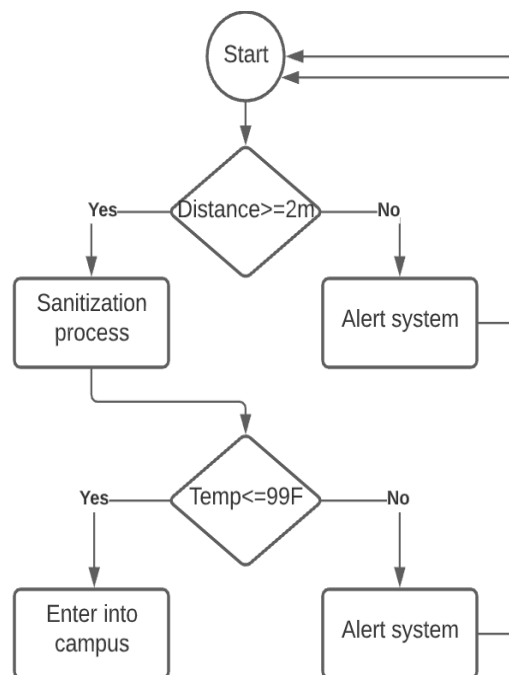 Start
Distance>=2m
Yes
No
Sanitization
process
Alert system
Temp<=99F
Yes
No
Enter into
campus
Alert system